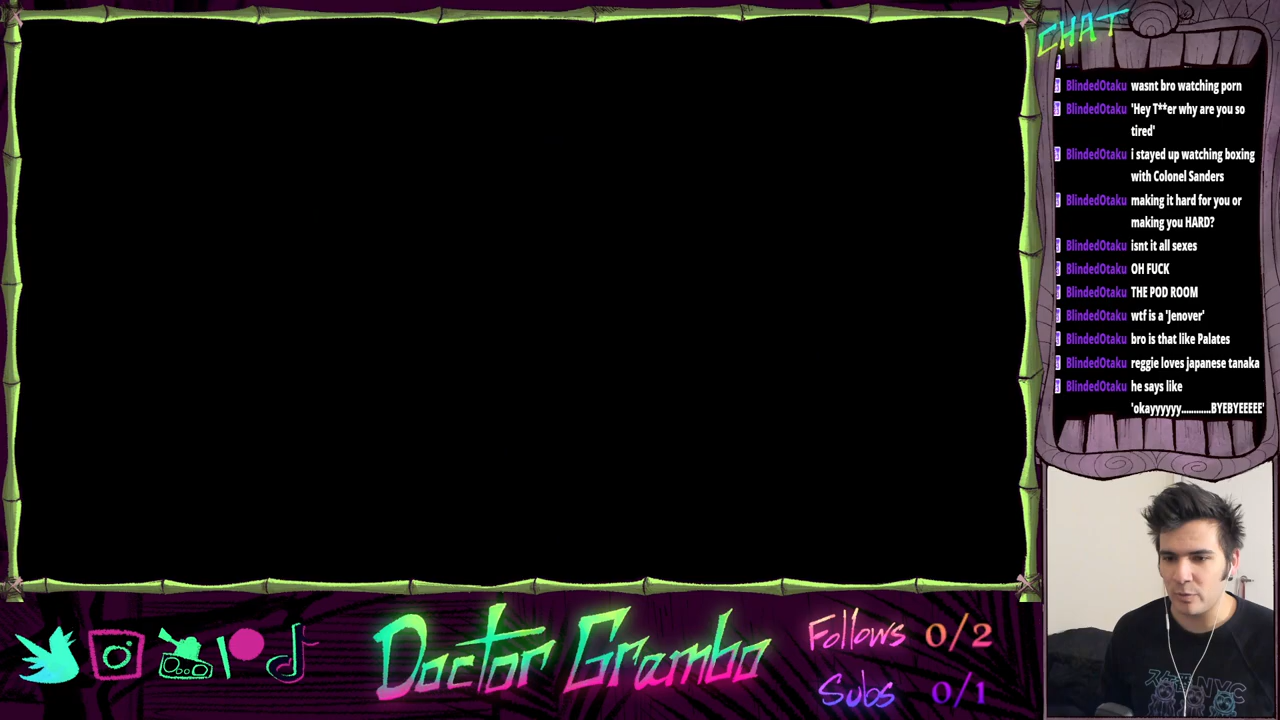 CHAT
BlindedOtaku wasnt bro watching porn
BlindedOtaku 'Hey T**er why are you so
tired'
BlindedOtaku i stayed up watching boxing
with Colonel Sanders
BlindedOtaku making it hard for you or
making you HARD?
BlindedOtaku isnt it all sexes
BlindedOtaku OH FUCK
BlindedOtaku THE POD ROOM
BlindedOtaku wtf is a 'Jenover'
BlindedOtaku bro is that like Palates
BlindedOtaku reggie loves japanese tanaka
BlindedOtaku he says like
'okayyyyyy...........BYEBYEEEEE'
Doctor Grambo
Follows 0/2
Subs 0/1
NYC